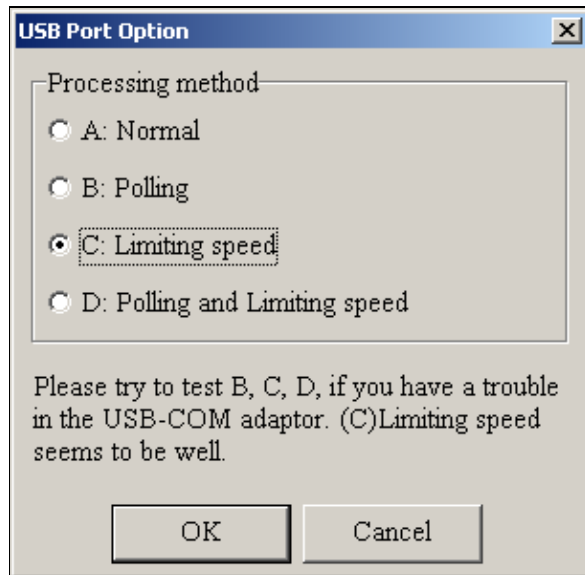 USB Port Option
Processing method
A: Normal
B: Polling
C: Limiting speed
D: Polling and Limiting speed
Please try to test B, C, D, if you have a trouble
in the USB-COM adaptor. (C)Limiting speed
seems to be well.
OK Cancel